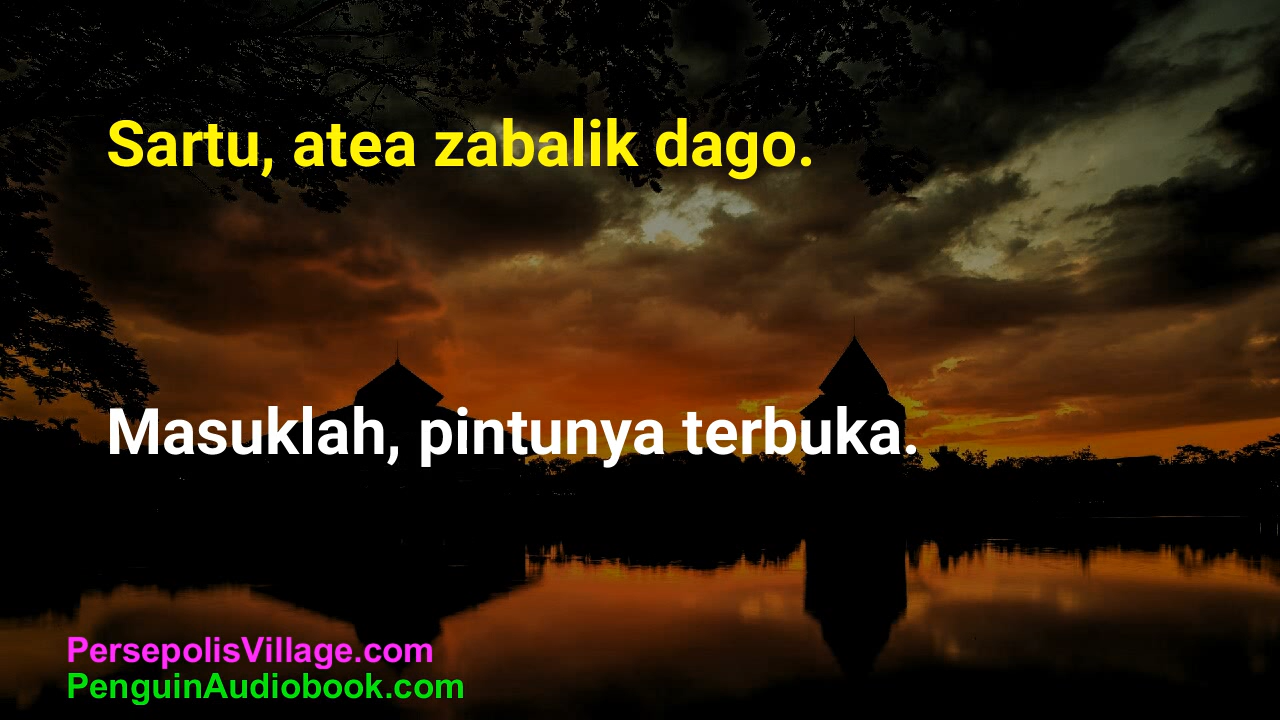 Sartu, atea zabalik dago.
Masuklah, pintunya terbuka.
PersepolisVillage.com
PenguinAudiobook.com